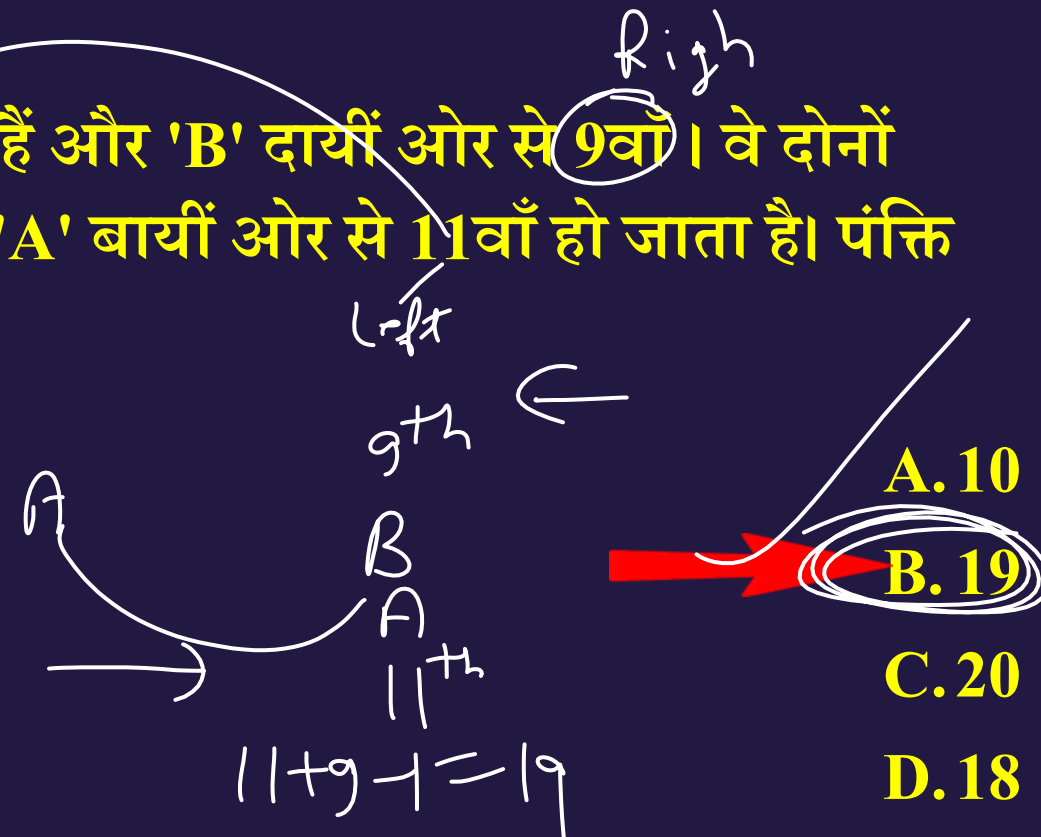 Righ
हैं और 'B' दायीं ओर से 9वाँ। वे दोनों
'A' बायीं ओर से 11वाँ हो जाता है। पंक्ति
Left
9th
A
B
A
11th
11+9-1=19
A. 10
B. 19
C. 20
D. 18